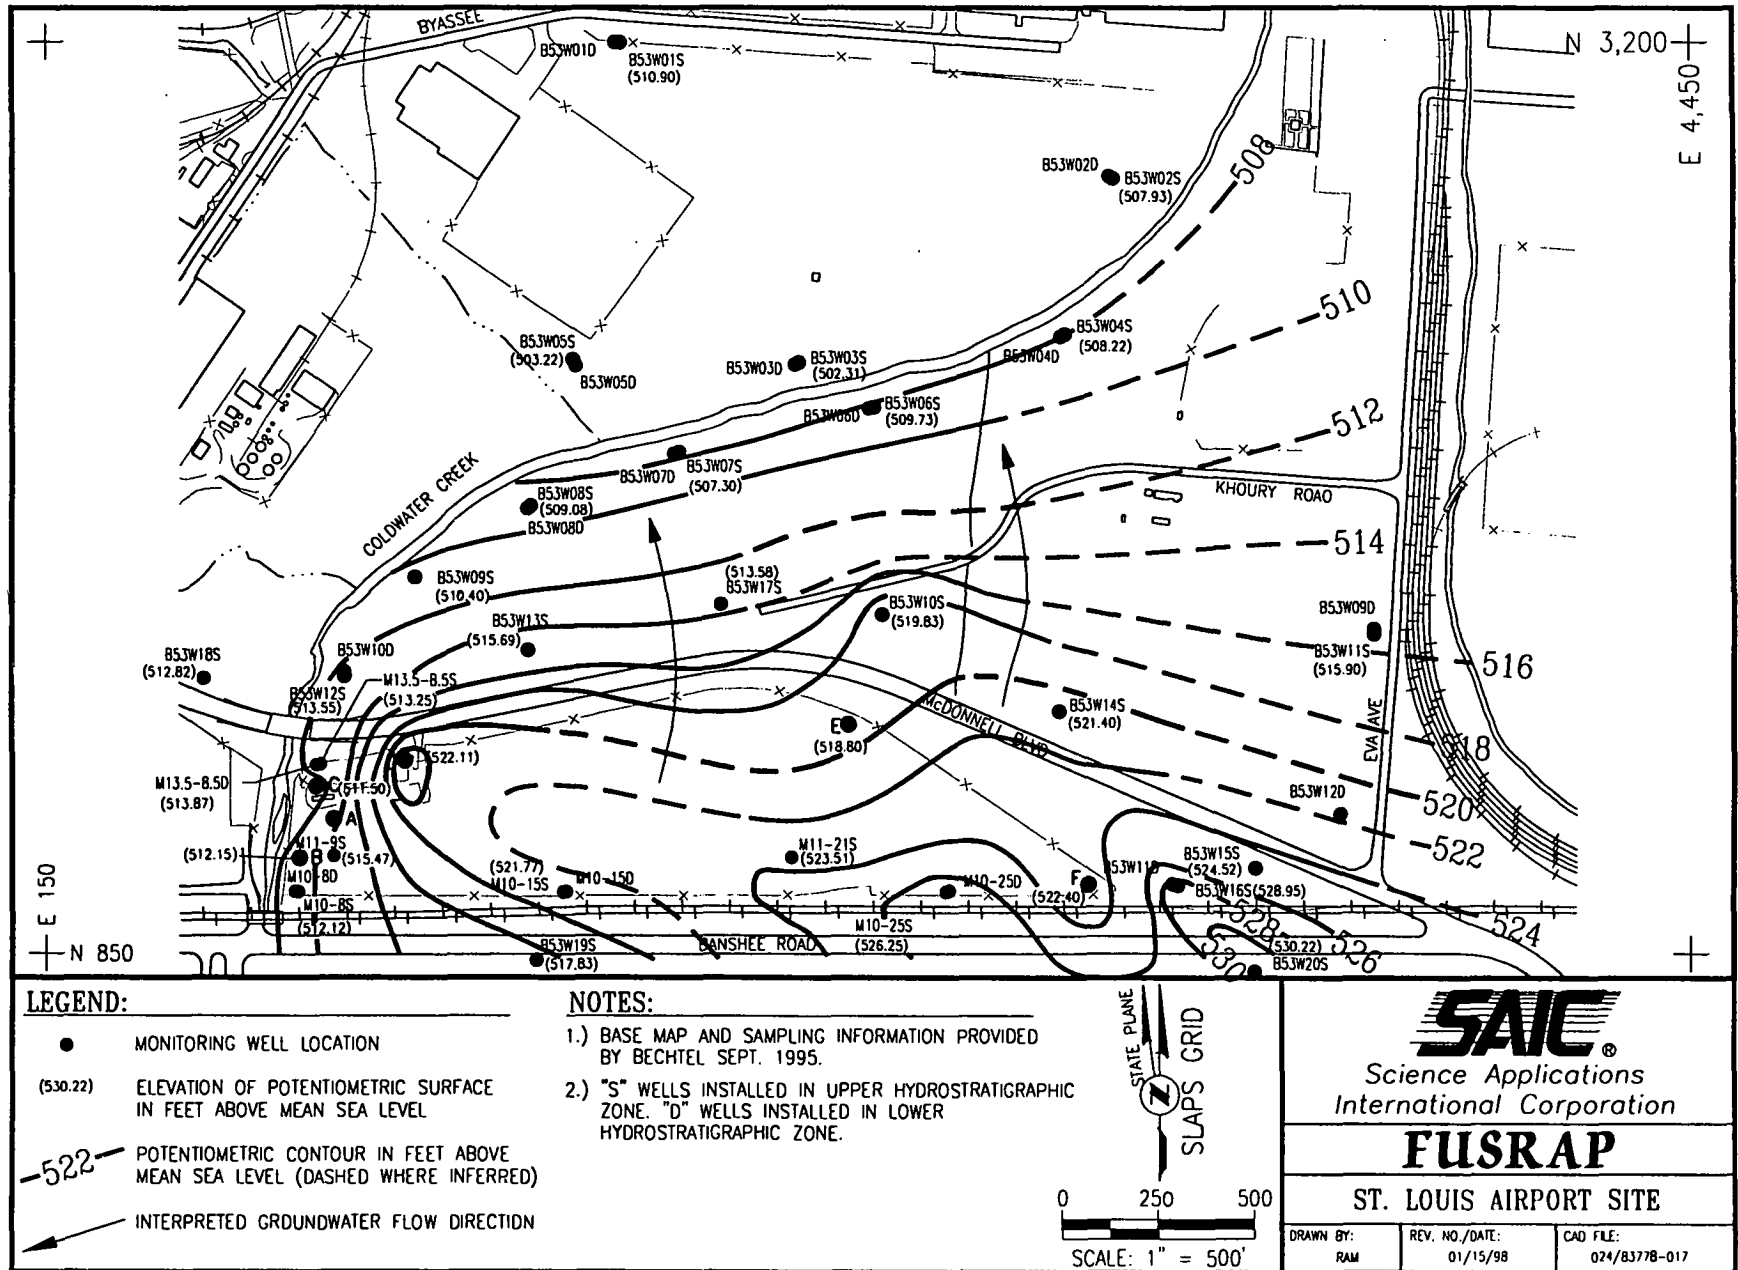 BYASSEE
B53W01D
B53W01S
(510.90)
N 3,200
E 4,450
B53W02D
B53W02S
(507.93)
508
510
B53W05S
(503.22)
B53W05D
B53W03D
B53W03S
(502.31)
B53W04S
(508.22)
B53W04D
512
B53W06D
B53W06S
(509.73)
COLDWATER CREEK
B53W07D
B53W07S
(507.30)
KHOURY ROAD
B53W08S
(509.08)
B53W08D
514
(513.58)
B53W17S
B53W09S
(510.40)
B53W10S
(519.83)
B53W09D
B53W13S
(515.69)
B53W11S
(515.90)
516
B53W18S
(512.82)
B53W10D
M13.5-8.5S
(513.25)
B53W12S
(513.55)
McDONNELL BLVD
B53W14S
(521.40)
EVA AVE
518
E
(518.80)
(522.11)
M13.5-8.5D
(513.87)
C
(511.50)
B53W12D
520
A
522
M11-9S
(515.47)
(512.15)
B
M11-21S
(523.51)
B53W15S
(524.52)
(521.77)
M10-15S
M10-15D
M10-25D
F
(522.40)
B53W11D
B53W16S
(528.95)
M10-8D
M10-8S
(512.12)
E 150
N 850
B53W19S
(517.83)
BANSHEE ROAD
M10-25S
(526.25)
528
530
(530.22)
B53W20S
526
524
LEGEND:
MONITORING WELL LOCATION
(530.22)
ELEVATION OF POTENTIOMETRIC SURFACE
IN FEET ABOVE MEAN SEA LEVEL
522
POTENTIOMETRIC CONTOUR IN FEET ABOVE
MEAN SEA LEVEL (DASHED WHERE INFERRED)
INTERPRETED GROUNDWATER FLOW DIRECTION
NOTES:
1.) BASE MAP AND SAMPLING INFORMATION PROVIDED
BY BECHTEL SEPT. 1995.
2.) "S" WELLS INSTALLED IN UPPER HYDROSTRATIGRAPHIC
ZONE. "D" WELLS INSTALLED IN LOWER
HYDROSTRATIGRAPHIC ZONE.
STATE PLANE
SLAPS GRID
N
0 250 500
SCALE: 1" = 500'
SAIC®
Science Applications
International Corporation
FUSRAP
ST. LOUIS AIRPORT SITE
DRAWN BY:
RAM
REV. NO./DATE:
01/15/98
CAD FILE:
024/83778-017